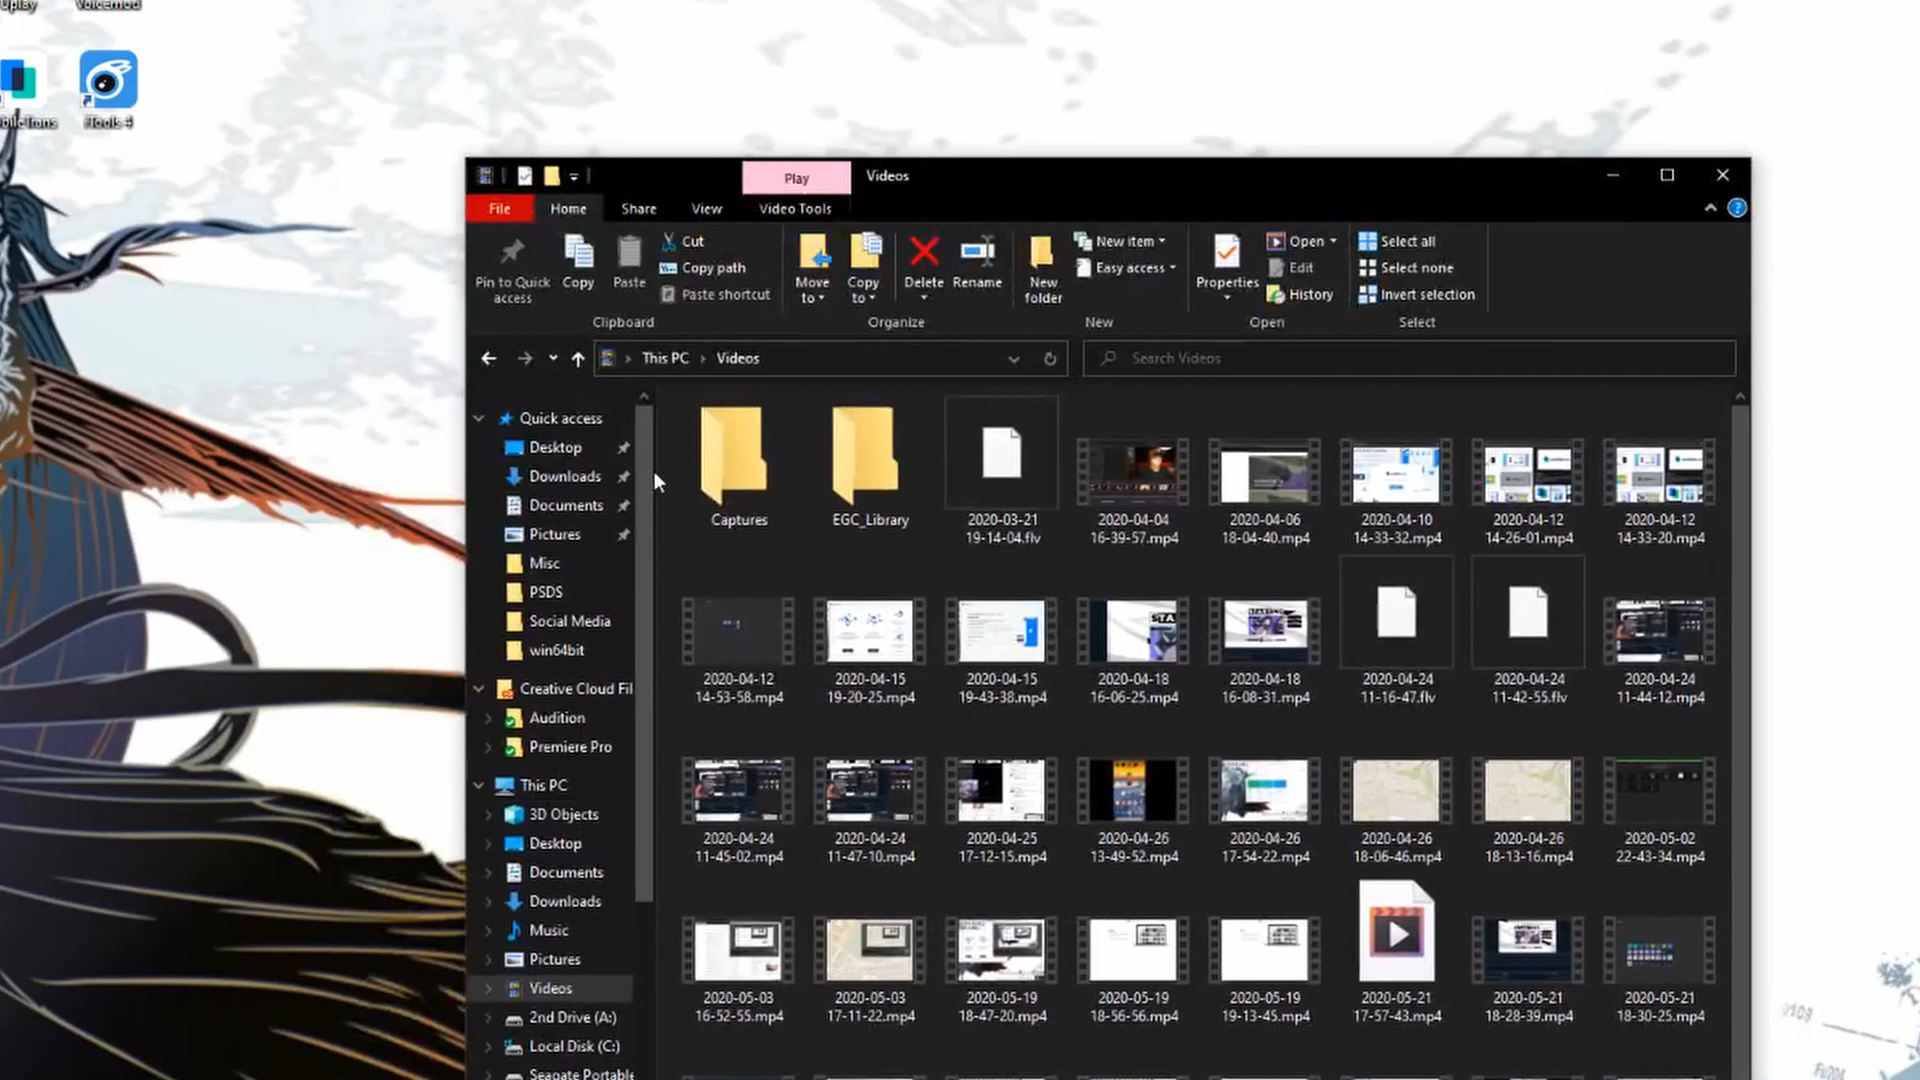 Uplay
Voicemod
iTools 4
Play
Videos
File
Home
Share
View
Video Tools
Pin to Quick
access
Copy
Paste
Cut
Copy path
Paste shortcut
Clipboard
Move
to
Copy
to
Delete
Rename
Organize
New
folder
New item
Easy access
New
Properties
Open
Edit
History
Open
Select all
Select none
Invert selection
Select
This PC
Videos
Search Videos
Quick access
Desktop
Downloads
Documents
Pictures
Misc
PSDS
Social Media
win64bit
Creative Cloud Fil
Audition
Premiere Pro
This PC
3D Objects
Desktop
Documents
Downloads
Music
Pictures
Videos
2nd Drive (A:)
Local Disk (C:)
Seagate Portable
Captures
EGC_Library
2020-03-21
19-14-04.flv
2020-04-04
16-39-57.mp4
2020-04-06
18-04-40.mp4
2020-04-10
14-33-32.mp4
2020-04-12
14-26-01.mp4
2020-04-12
14-33-20.mp4
2020-04-12
14-53-58.mp4
2020-04-15
19-20-25.mp4
2020-04-15
19-43-38.mp4
2020-04-18
16-06-25.mp4
2020-04-18
16-08-31.mp4
2020-04-24
11-16-47.flv
2020-04-24
11-42-55.flv
2020-04-24
11-44-12.mp4
2020-04-24
11-45-02.mp4
2020-04-24
11-47-10.mp4
2020-04-25
17-12-15.mp4
2020-04-26
13-49-52.mp4
2020-04-26
17-54-22.mp4
2020-04-26
18-06-46.mp4
2020-04-26
18-13-16.mp4
2020-05-02
22-43-34.mp4
2020-05-03
16-52-55.mp4
2020-05-03
17-11-22.mp4
2020-05-19
18-47-20.mp4
2020-05-19
18-56-56.mp4
2020-05-19
19-13-45.mp4
2020-05-21
17-57-43.mp4
2020-05-21
18-28-39.mp4
2020-05-21
18-30-25.mp4